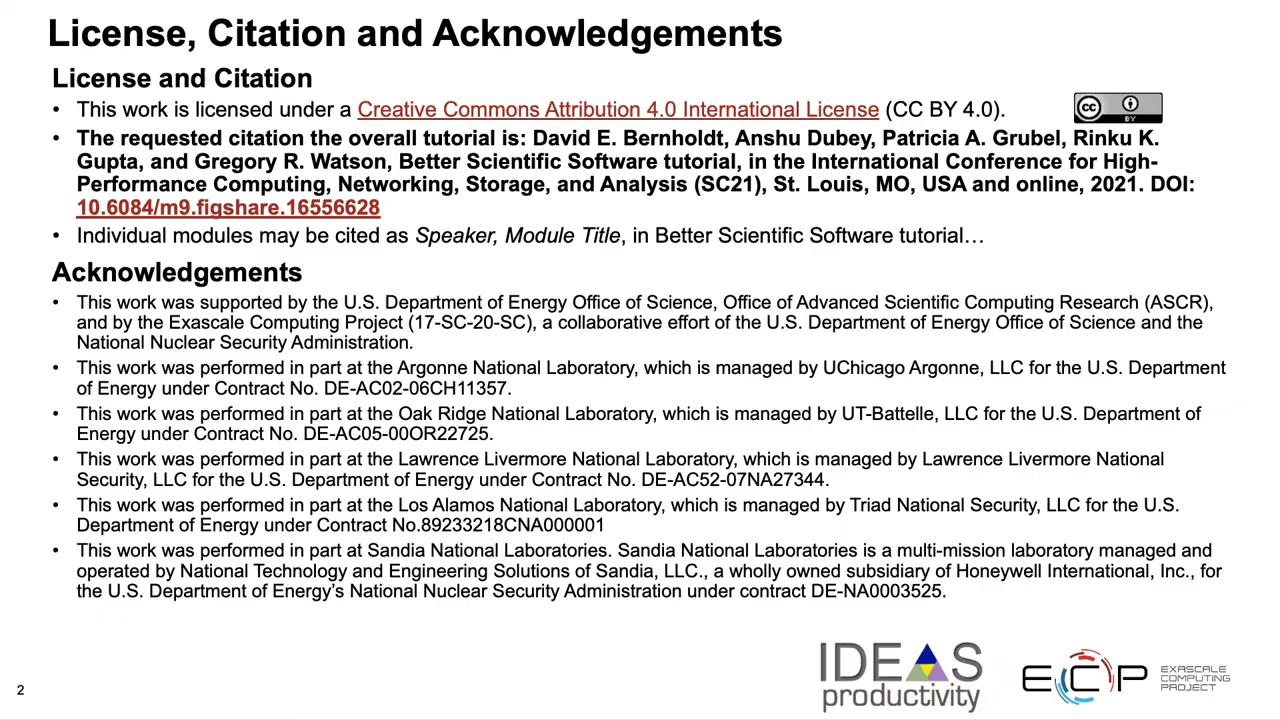 License, Citation and Acknowledgements
License and Citation
• This work is licensed under a Creative Commons Attribution 4.0 International License (CC BY 4.0).
cc BY
• The requested citation the overall tutorial is: David E. Bernholdt, Anshu Dubey, Patricia A. Grubel, Rinku K.
Gupta, and Gregory R. Watson, Better Scientific Software tutorial, in the International Conference for High-
Performance Computing, Networking, Storage, and Analysis (SC21), St. Louis, MO, USA and online, 2021. DOI:
10.6084/m9.figshare.16556628
• Individual modules may be cited as Speaker, Module Title, in Better Scientific Software tutorial…
Acknowledgements
• This work was supported by the U.S. Department of Energy Office of Science, Office of Advanced Scientific Computing Research (ASCR),
and by the Exascale Computing Project (17-SC-20-SC), a collaborative effort of the U.S. Department of Energy Office of Science and the
National Nuclear Security Administration.
• This work was performed in part at the Argonne National Laboratory, which is managed by UChicago Argonne, LLC for the U.S. Department
of Energy under Contract No. DE-AC02-06CH11357.
• This work was performed in part at the Oak Ridge National Laboratory, which is managed by UT-Battelle, LLC for the U.S. Department of
Energy under Contract No. DE-AC05-00OR22725.
• This work was performed in part at the Lawrence Livermore National Laboratory, which is managed by Lawrence Livermore National
Security, LLC for the U.S. Department of Energy under Contract No. DE-AC52-07NA27344.
• This work was performed in part at the Los Alamos National Laboratory, which is managed by Triad National Security, LLC for the U.S.
Department of Energy under Contract No.89233218CNA000001
• This work was performed in part at Sandia National Laboratories. Sandia National Laboratories is a multi-mission laboratory managed and
operated by National Technology and Engineering Solutions of Sandia, LLC., a wholly owned subsidiary of Honeywell International, Inc., for
the U.S. Department of Energy’s National Nuclear Security Administration under contract DE-NA0003525.
2
IDEAS
productivity
ECP
EXASCALE
COMPUTING
PROJECT